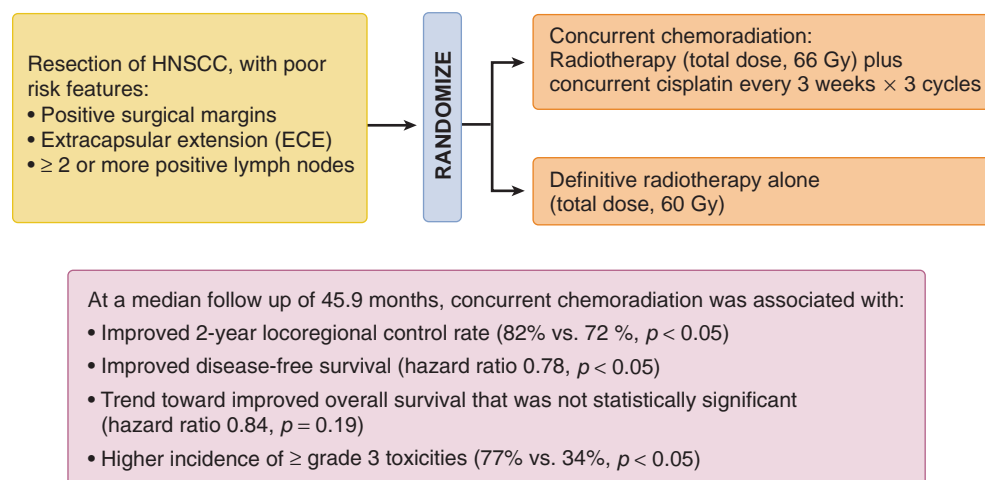 Resection of HNSCC, with poor
risk features:
• Positive surgical margins
• Extracapsular extension (ECE)
• ≥ 2 or more positive lymph nodes
RANDOMIZE
Concurrent chemoradiation:
Radiotherapy (total dose, 66 Gy) plus
concurrent cisplatin every 3 weeks × 3 cycles
Definitive radiotherapy alone
(total dose, 60 Gy)
At a median follow up of 45.9 months, concurrent chemoradiation was associated with:
• Improved 2-year locoregional control rate (82% vs. 72 %, p < 0.05)
• Improved disease-free survival (hazard ratio 0.78, p < 0.05)
• Trend toward improved overall survival that was not statistically significant
(hazard ratio 0.84, p = 0.19)
• Higher incidence of ≥ grade 3 toxicities (77% vs. 34%, p < 0.05)